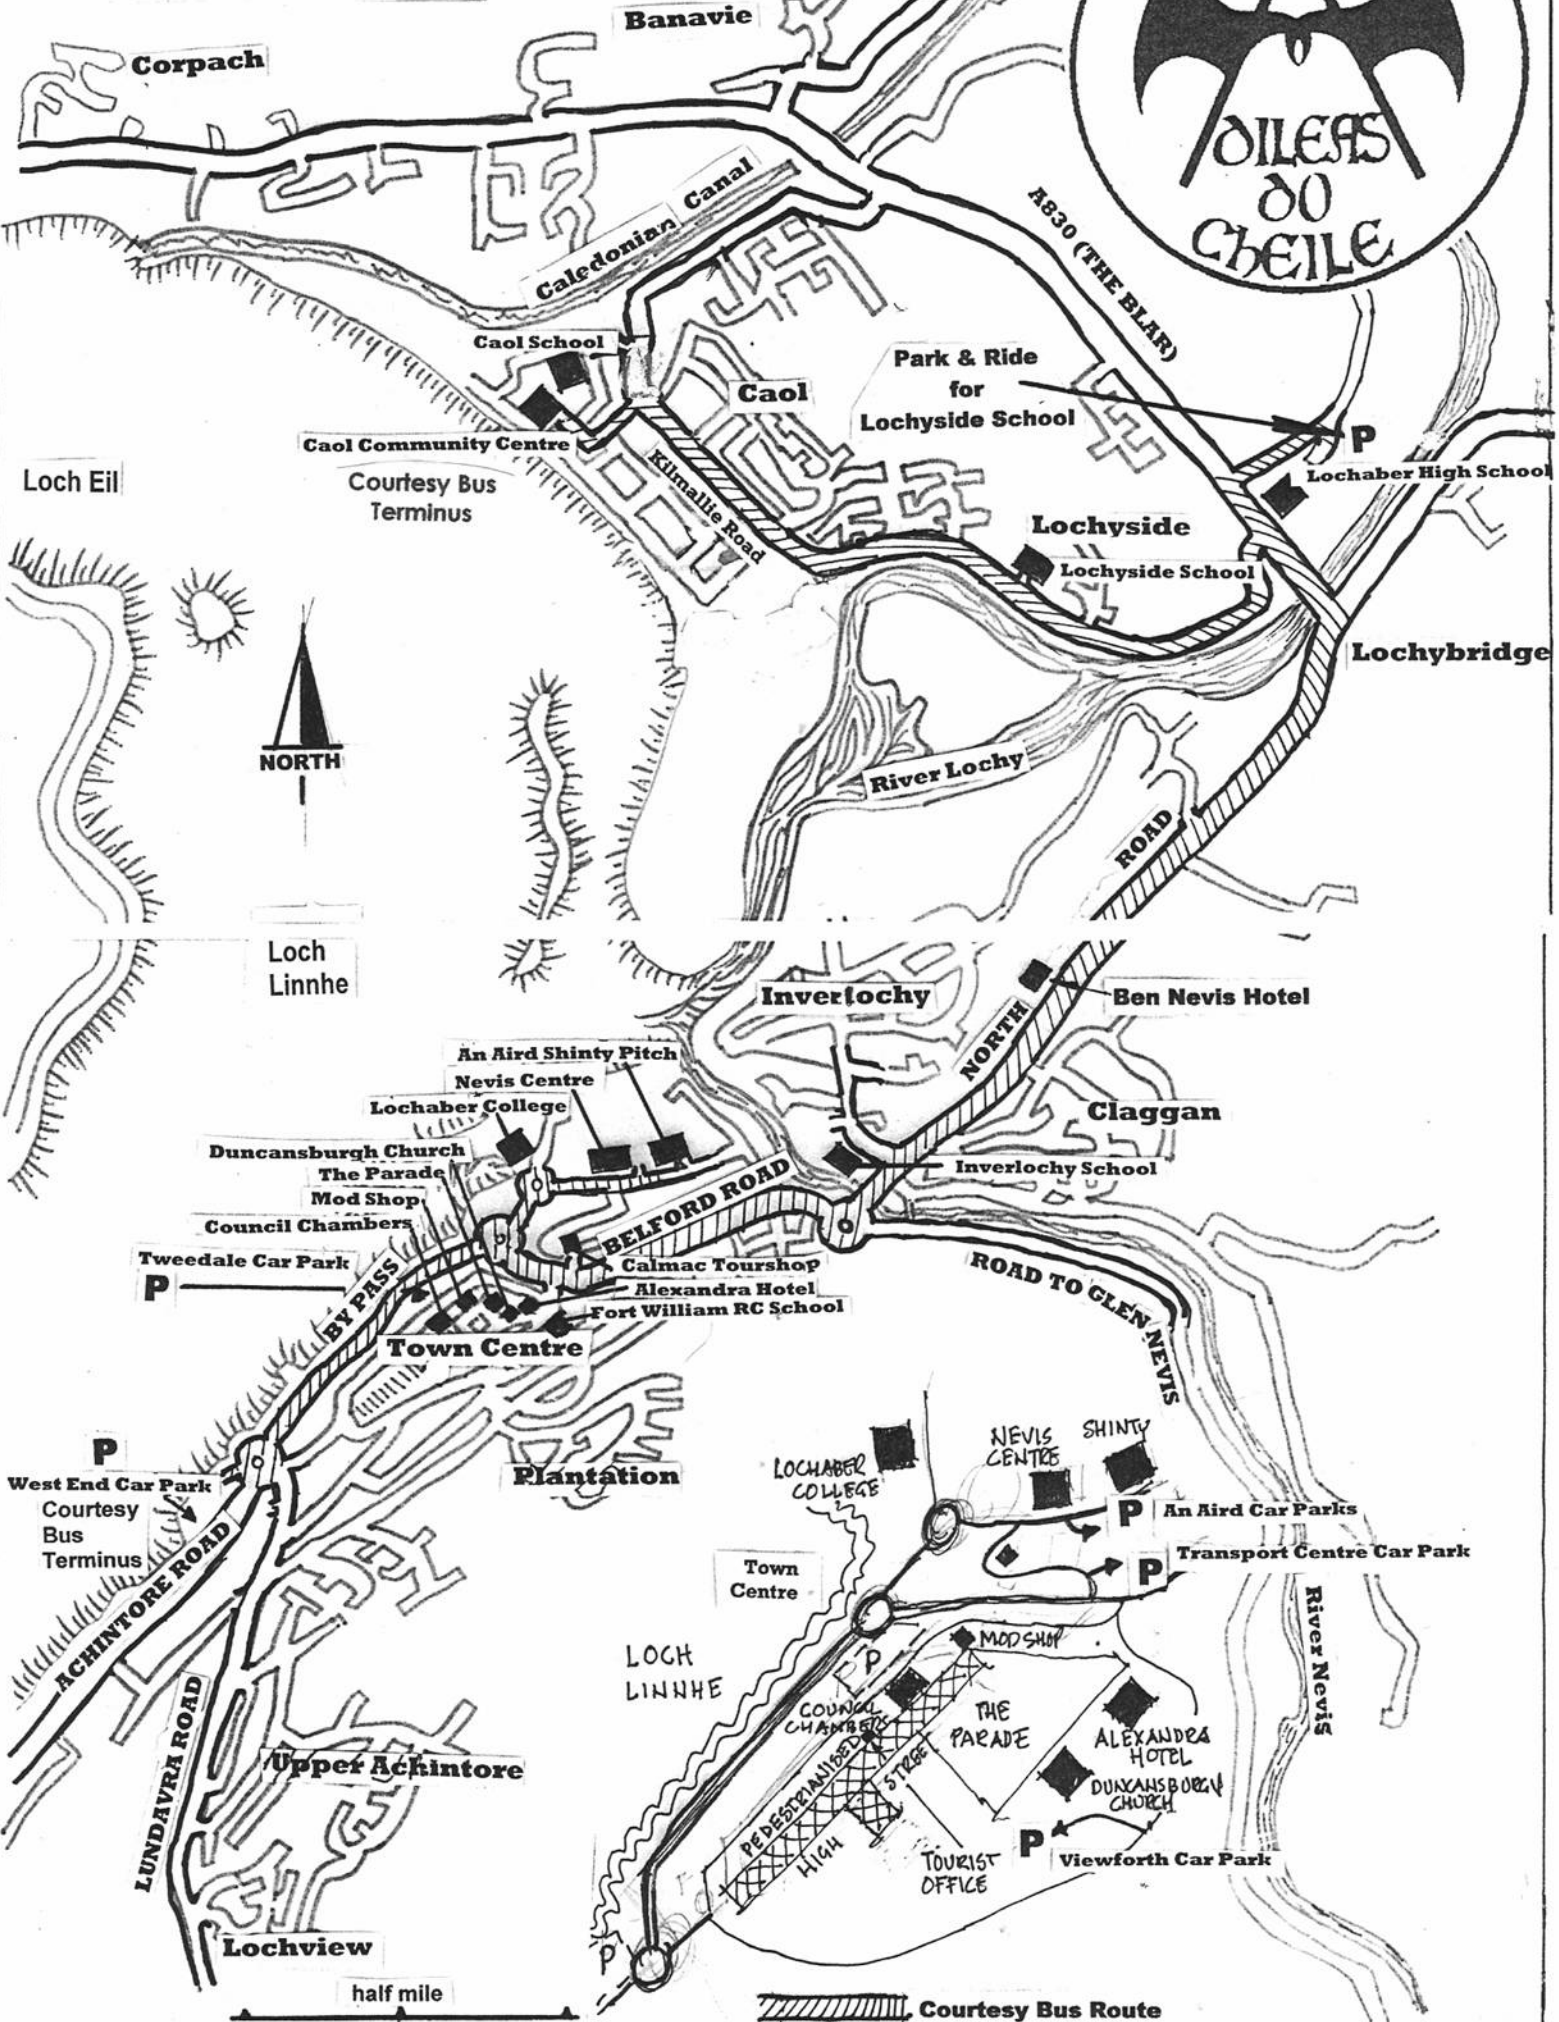 Banavie
Corpach
DILEAS
DO
CHEILE
Caledonian Canal
A830 (THE BLAR)
Caol School
Park & Ride
for
Lochyside School
Caol
P
Caol Community Centre
Lochaber High School
Loch Eil
Courtesy Bus
Terminus
Kilmallie Road
Lochyside
Lochyside School
Lochybridge
NORTH
River Lochy
ROAD
Loch
Linnhe
Inverlochy
Ben Nevis Hotel
NORTH
An Aird Shinty Pitch
Nevis Centre
Lochaber College
Claggan
Duncansburgh Church
The Parade
Mod Shop
Council Chambers
Inverlochy School
BELFORD ROAD
Tweedale Car Park
P
BY PASS
Calmac Tourshop
Alexandra Hotel
Fort William RC School
Town Centre
ROAD TO GLEN NEVIS
P
West End Car Park
Courtesy
Bus
Terminus
Plantation
ACHINTORE ROAD
LOCHABER
COLLEGE
NEVIS
CENTRE
SHINTY
P
An Aird Car Parks
Transport Centre Car Park
P
Town
Centre
River Nevis
LOCH
LINNHE
MOD SHOP
P
COUNCIL
CHAMBERS
THE
PARADE
ALEXANDRA
HOTEL
DUNCANSBURGH
CHURCH
PEDESTRIANISED
HIGH
STREET
TOURIST
OFFICE
P
Viewforth Car Park
LUNDAVRA ROAD
Upper Achintore
Lochview
P
half mile
Courtesy Bus Route